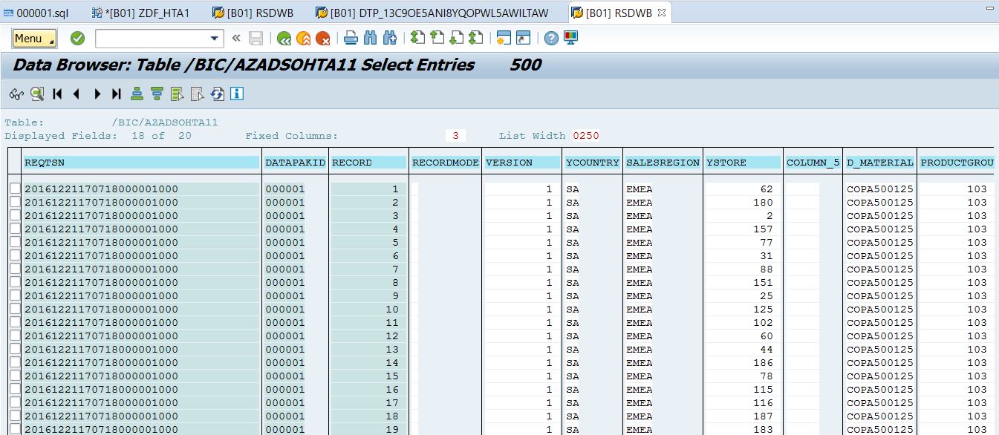 000001.sql *[B01] ZDF_HTA1 [B01] RSDWB [B01] DTP_13C9OE5ANI8YQOPWL5AWILTAW [B01] RSDWB
Menu
Data Browser: Table /BIC/AZADSOHTA11 Select Entries 500
Table: /BIC/AZADSOHTA11
Displayed Fields: 18 of 20 Fixed Columns: 3 List Width 0250
REQTSN DATAPAKID RECORD RECORDMODE VERSION YCOUNTRY SALESREGION YSTORE COLUMN_5 D_MATERIAL PRODUCTGROU
20161221170718000001000 000001 1 1 SA EMEA 62 COPA500125 103
20161221170718000001000 000001 2 1 SA EMEA 180 COPA500125 103
20161221170718000001000 000001 3 1 SA EMEA 2 COPA500125 103
20161221170718000001000 000001 4 1 SA EMEA 157 COPA500125 103
20161221170718000001000 000001 5 1 SA EMEA 77 COPA500125 103
20161221170718000001000 000001 6 1 SA EMEA 31 COPA500125 103
20161221170718000001000 000001 7 1 SA EMEA 88 COPA500125 103
20161221170718000001000 000001 8 1 SA EMEA 151 COPA500125 103
20161221170718000001000 000001 9 1 SA EMEA 25 COPA500125 103
20161221170718000001000 000001 10 1 SA EMEA 125 COPA500125 103
20161221170718000001000 000001 11 1 SA EMEA 102 COPA500125 103
20161221170718000001000 000001 12 1 SA EMEA 60 COPA500125 103
20161221170718000001000 000001 13 1 SA EMEA 44 COPA500125 103
20161221170718000001000 000001 14 1 SA EMEA 186 COPA500125 103
20161221170718000001000 000001 15 1 SA EMEA 78 COPA500125 103
20161221170718000001000 000001 16 1 SA EMEA 115 COPA500125 103
20161221170718000001000 000001 17 1 SA EMEA 116 COPA500125 103
20161221170718000001000 000001 18 1 SA EMEA 187 COPA500125 103
20161221170718000001000 000001 19 1 SA EMEA 183 COPA500125 103